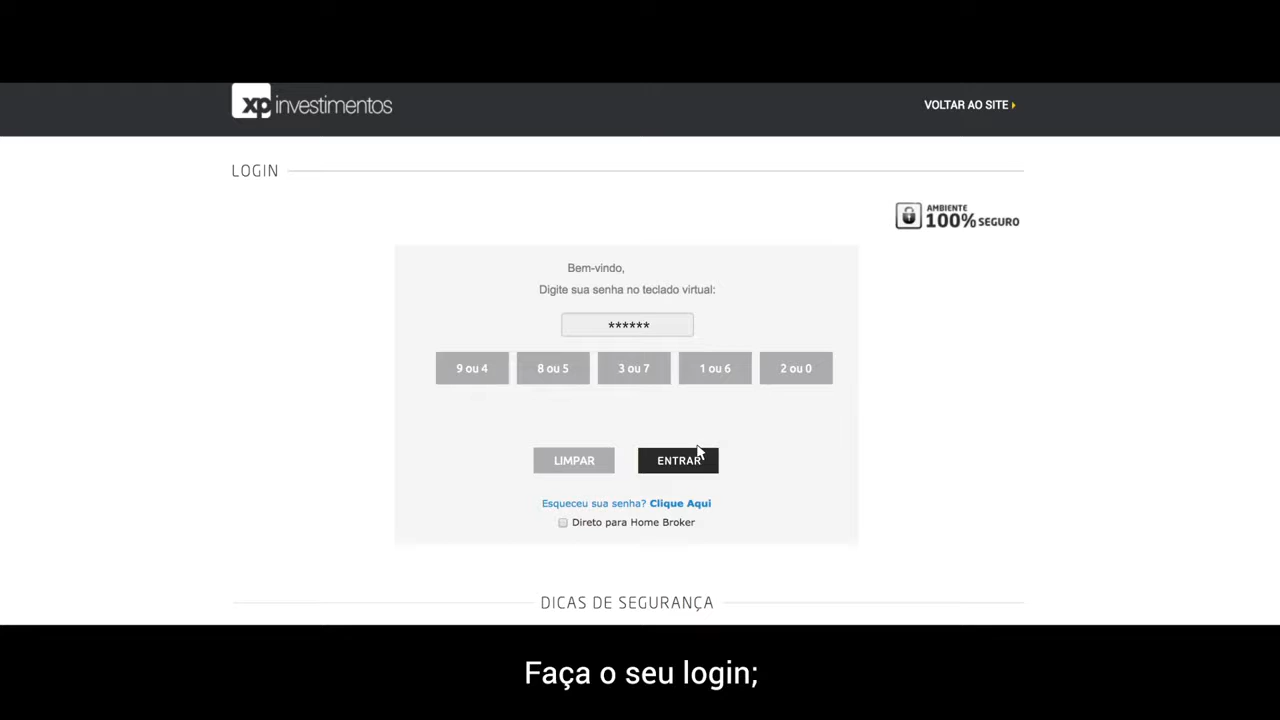 xp investimentos
VOLTAR AO SITE
LOGIN
AMBIENTE
100% SEGURO
Bem-vindo,
Digite sua senha no teclado virtual:
******
9 ou 4 8 ou 5 3 ou 7 1 ou 6 2 ou 0
LIMPAR ENTRAR
Esqueceu sua senha? Clique Aqui
Direto para Home Broker
DICAS DE SEGURANÇA
Faça o seu login;